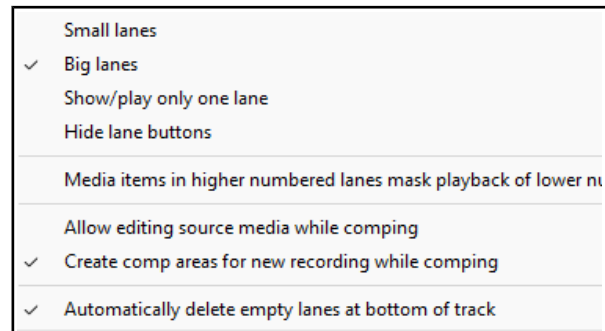 Small lanes
Big lanes
Show/play only one lane
Hide lane buttons
Media items in higher numbered lanes mask playback of lower
Allow editing source media while comping
Create comp areas for new recording while comping
Automatically delete empty lanes at bottom of track